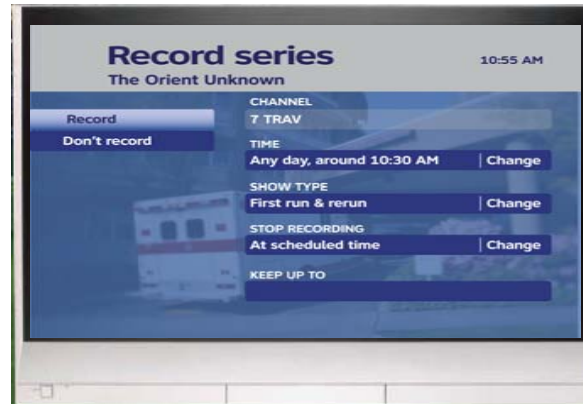 Record series
The Orient Unknown
10:55 AM
Record
Don't record
CHANNEL
7 TRAV
TIME
Any day, around 10:30 AM | Change
SHOW TYPE
First run & rerun | Change
STOP RECORDING
At scheduled time | Change
KEEP UP TO